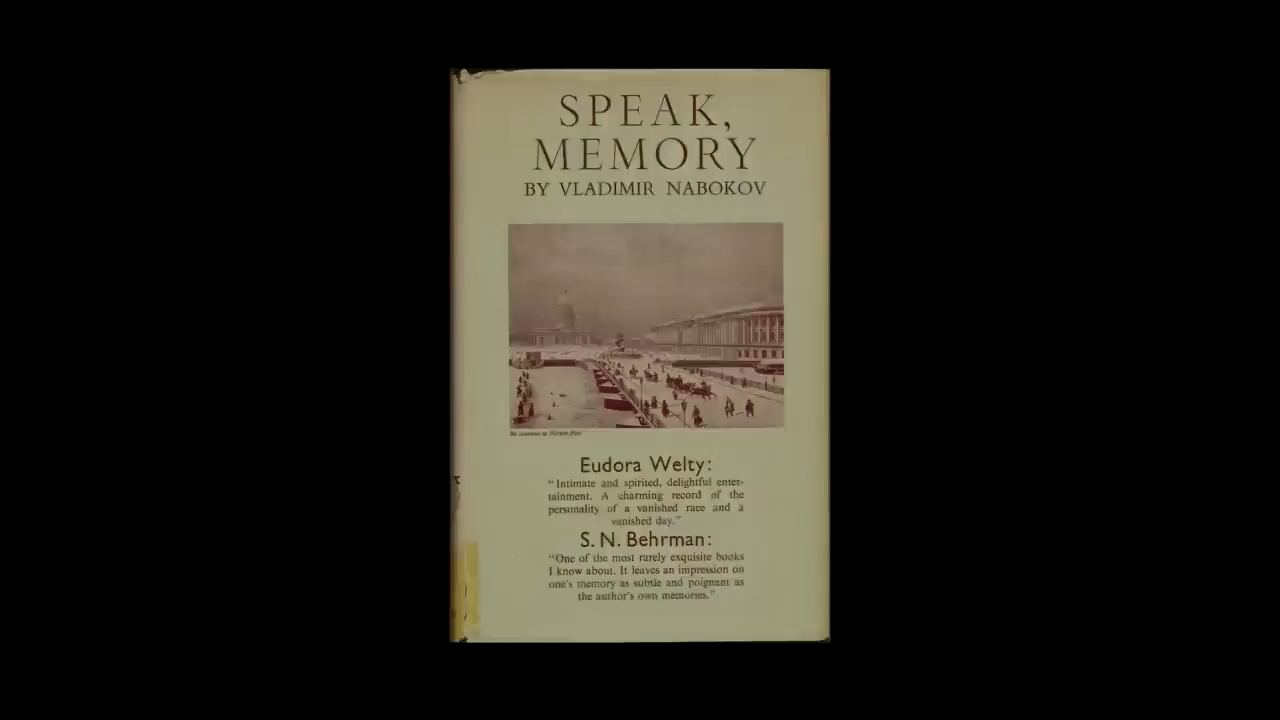 SPEAK,
MEMORY
BY VLADIMIR NABOKOV
Eudora Welty:
"Intimate and spirited, delightful enter-
tainment. A charming record of the
personality of a vanished race and a
vanished day."
S. N. Behrman:
"One of the most rarely exquisite books
I know about. It leaves an impression on
one's memory as subtle and poignant as
the author's own memories."